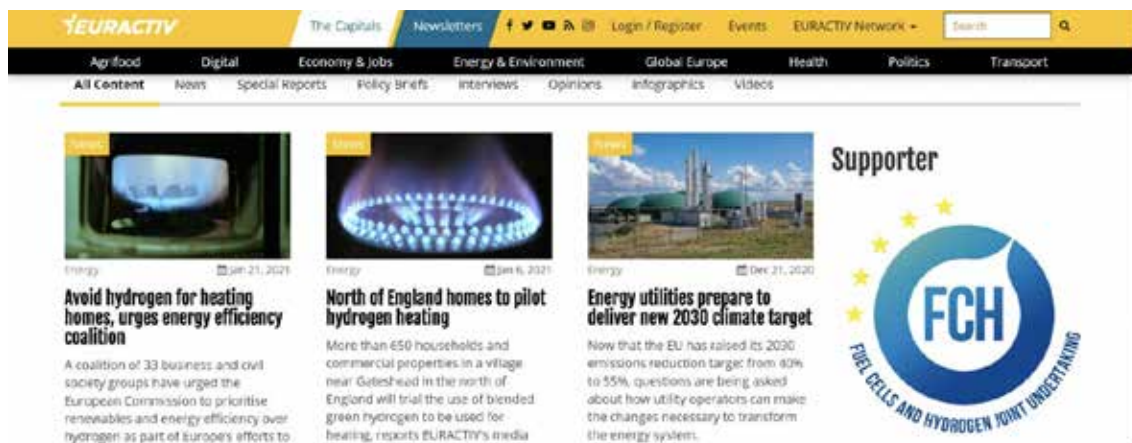 EURACTIV
The Capitals
Newsletters
Login / Register
Events
EURACTIV Network
Search
Agrifood
Digital
Economy & Jobs
Energy & Environment
Global Europe
Health
Politics
Transport
All Content
News
Special Reports
Policy Briefs
Interviews
Opinions
Infographics
Videos
News
Energy
Jan 21, 2021
Avoid hydrogen for heating
homes, urges energy efficiency
coalition
A coalition of 33 business and civil
society groups have urged the
European Commission to prioritise
renewables and energy efficiency over
hydrogen as part of Europe's efforts to
News
Energy
Jan 6, 2021
North of England homes to pilot
hydrogen heating
More than 650 households and
commercial properties in a village
near Gateshead in the north of
England will trial the use of blended
green hydrogen to be used for
heating, reports EURACTIV's media
News
Energy
Dec 21, 2020
Energy utilities prepare to
deliver new 2030 climate target
Now that the EU has raised its 2030
emissions reduction target from 40%
to 55%, questions are being asked
about how utility operators can make
the changes necessary to transform
the energy system.
Supporter
FCH
FUEL CELLS AND HYDROGEN JOINT UNDERTAKING